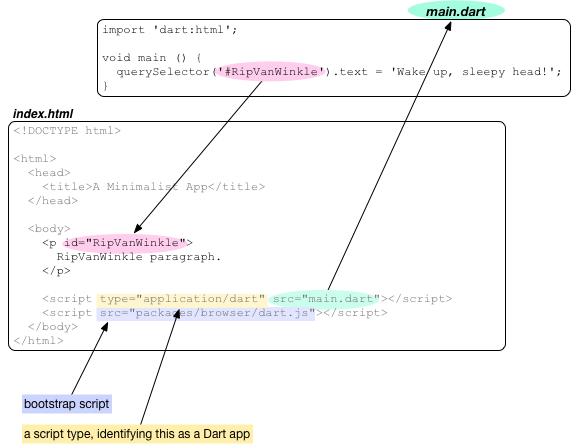 main.dart
import 'dart:html';
void main () {
querySelector('#RipVanWinkle').text = 'Wake up, sleepy head!';
}
index.html
<!DOCTYPE html>
<html>
<head>
<title>A Minimalist App</title>
</head>
<body>
<p id="RipVanWinkle">
RipVanWinkle paragraph.
</p>
<script type="application/dart" src="main.dart"></script>
<script src="packages/browser/dart.js"></script>
</body>
</html>
bootstrap script
a script type, identifying this as a Dart app